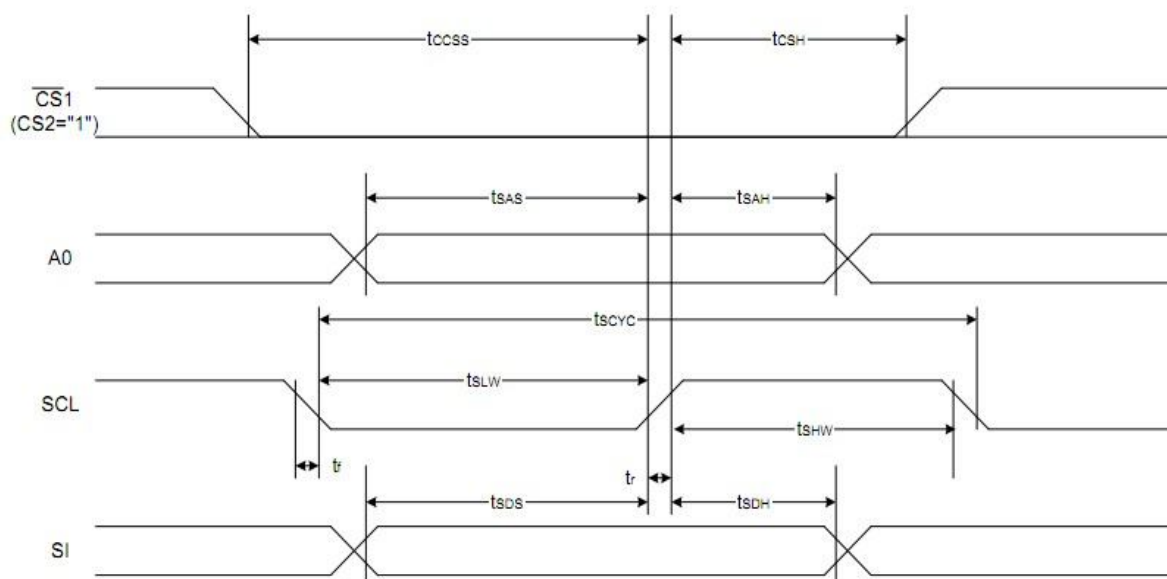 tCCSS tCSH
CS1
(CS2="1")
tSAS tSAH
A0
tSCYC
tSLW
SCL
tSHW
tf
tr
tSDS tSDH
SI